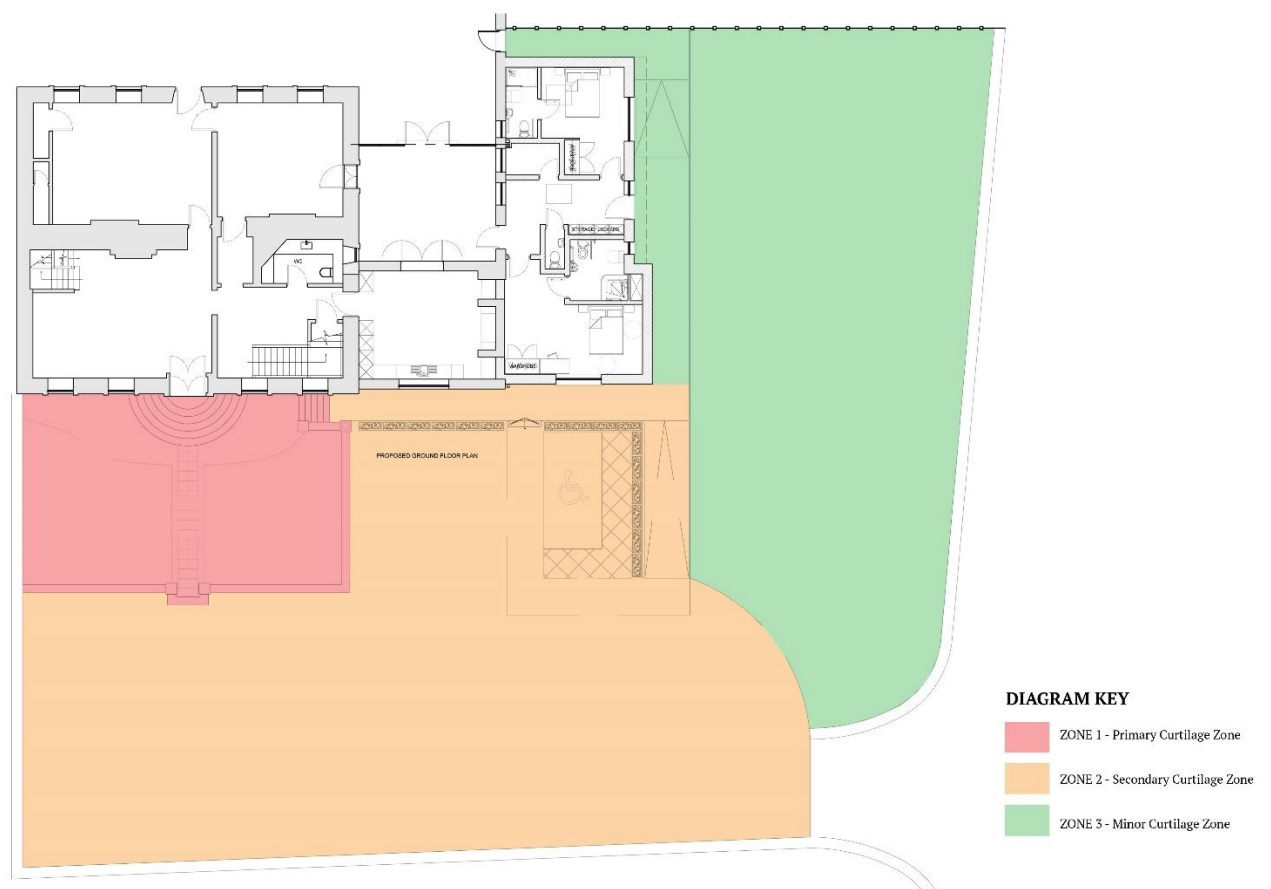 STORAGE LOCKERS
WC
WARDROBE
PROPOSED GROUND FLOOR PLAN
DIAGRAM KEY
ZONE 1 - Primary Curtilage Zone
ZONE 2 - Secondary Curtilage Zone
ZONE 3 - Minor Curtilage Zone